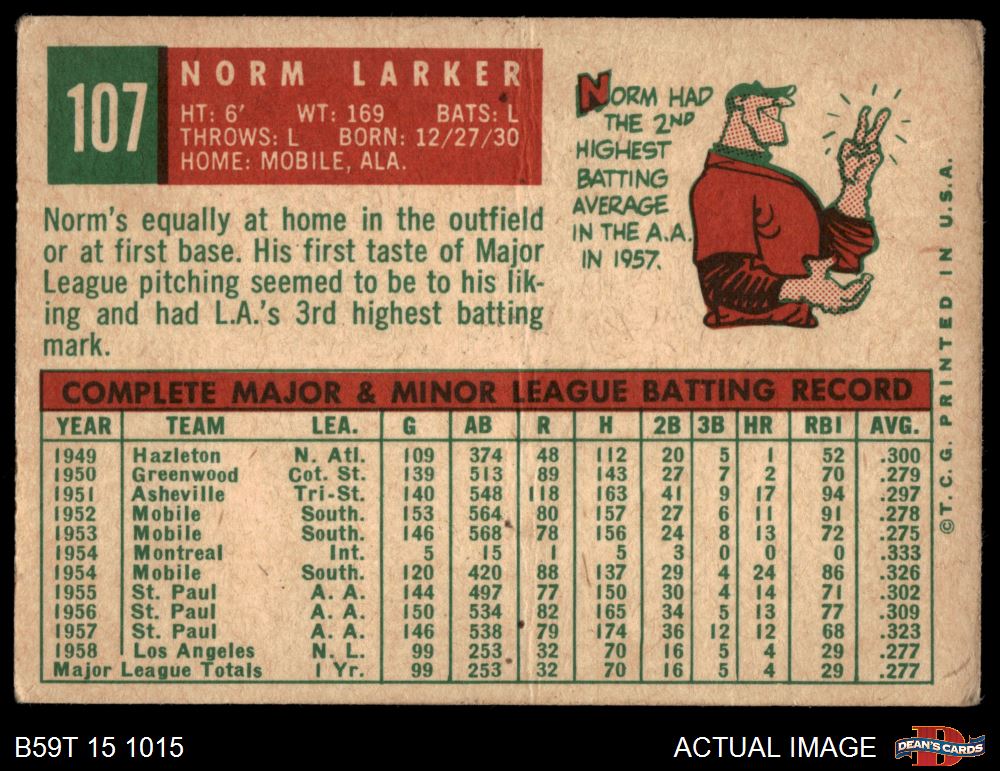 107
NORM LARKER
HT: 6' WT: 169 BATS: L
THROWS: L BORN: 12/27/30
HOME: MOBILE, ALA.
NORM HAD
THE 2ND
HIGHEST
BATTING
AVERAGE
IN THE A.A.
IN 1957.
Norm's equally at home in the outfield
or at first base. His first taste of Major
League pitching seemed to be to his lik-
ing and had L.A.'s 3rd highest batting
mark.
COMPLETE MAJOR & MINOR LEAGUE BATTING RECORD
YEAR TEAM LEA. G AB R H 2B 3B HR RBI AVG.
1949 Hazleton N. Atl. 109 374 48 112 20 5 1 52 .300
1950 Greenwood Cot. St. 139 513 89 143 27 7 2 70 .279
1951 Asheville Tri-St. 140 548 118 163 41 9 17 94 .297
1952 Mobile South. 153 564 80 157 27 6 11 91 .278
1953 Mobile South. 146 568 78 156 24 8 13 72 .275
1954 Montreal Int. 5 15 1 5 3 0 0 0 .333
1954 Mobile South. 120 420 88 137 29 4 24 86 .326
1955 St. Paul A. A. 144 497 77 150 30 4 14 71 .302
1956 St. Paul A. A. 150 534 82 165 34 5 13 77 .309
1957 St. Paul A. A. 146 538 79 174 36 12 12 68 .323
1958 Los Angeles N. L. 99 253 32 70 16 5 4 29 .277
Major League Totals 1 Yr. 99 253 32 70 16 5 4 29 .277
© T. C. G. PRINTED IN U.S.A.
B59T 15 1015
ACTUAL IMAGE
DEAN'S CARDS